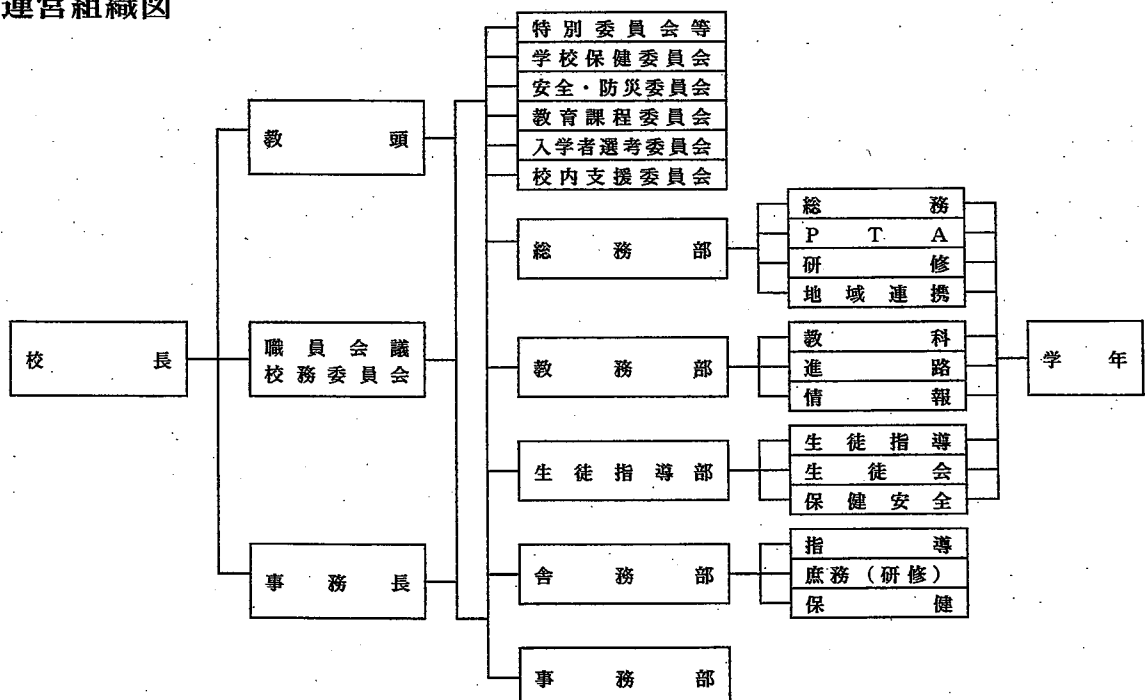 運営組織図
特別委員会等
学校保健委員会
安全・防災委員会
教育課程委員会
入学者選考委員会
校内支援委員会
教頭
総務部
総務
PTA
研修
地域連携
校長
職員会議
校務委員会
教務部
教科
進路
情報
学年
生徒指導部
生徒指導
生徒会
保健安全
事務長
舎務部
指導
庶務(研修)
保健
事務部